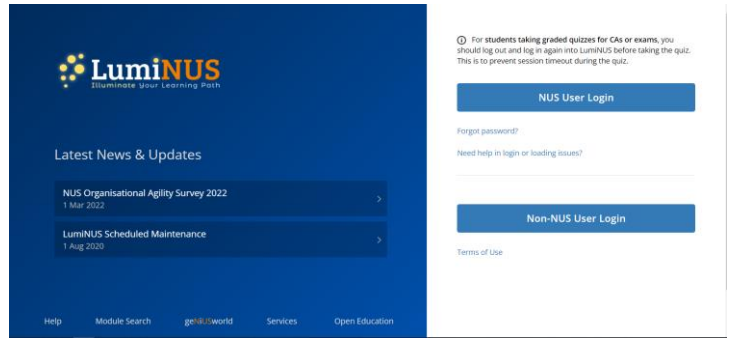 LumiNUS
Illuminate Your Learning Path
Latest News & Updates
NUS Organisational Agility Survey 2022
1 Mar 2022
LumiNUS Scheduled Maintenance
1 Aug 2020
Help Module Search geNiUSworld Services Open Education
For students taking graded quizzes for CAs or exams, you
should log out and log in again into LumiNUS before taking the quiz.
This is to prevent session timeout during the quiz.
NUS User Login
Forgot password?
Need help in login or loading issues?
Non-NUS User Login
Terms of Use